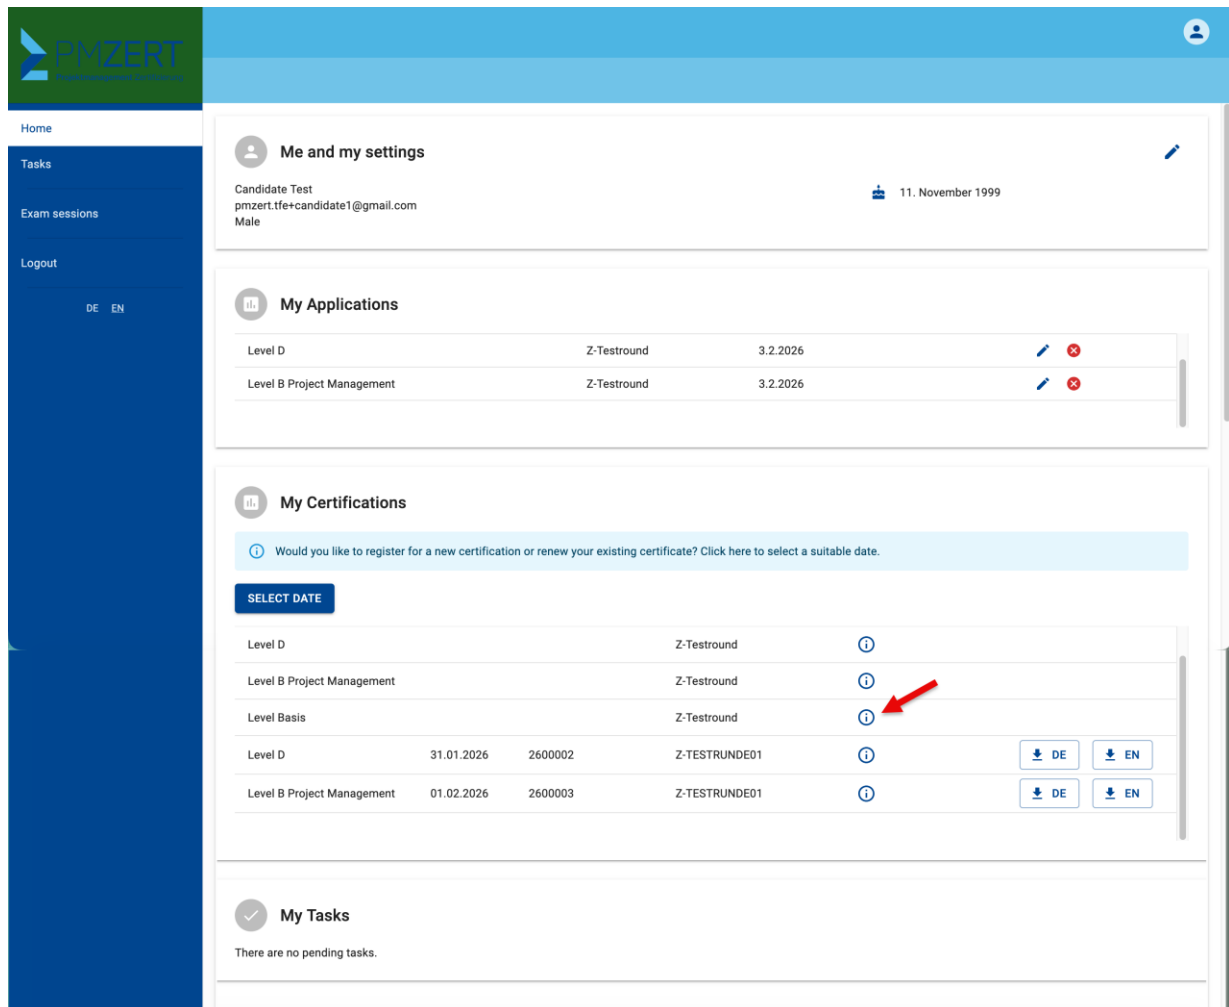 PMZERT
Projektmanagement Zertifizierung
Home
Tasks
Exam sessions
Logout
DE EN
Me and my settings
Candidate Test
pmzert.tfe+candidate1@gmail.com
Male
11. November 1999
My Applications
Level D Z-Testround 3.2.2026
Level B Project Management Z-Testround 3.2.2026
My Certifications
Would you like to register for a new certification or renew your existing certificate? Click here to select a suitable date.
SELECT DATE
Level D Z-Testround
Level B Project Management Z-Testround
Level Basis Z-Testround
Level D 31.01.2026 2600002 Z-TESTRUNDE01 DE EN
Level B Project Management 01.02.2026 2600003 Z-TESTRUNDE01 DE EN
My Tasks
There are no pending tasks.